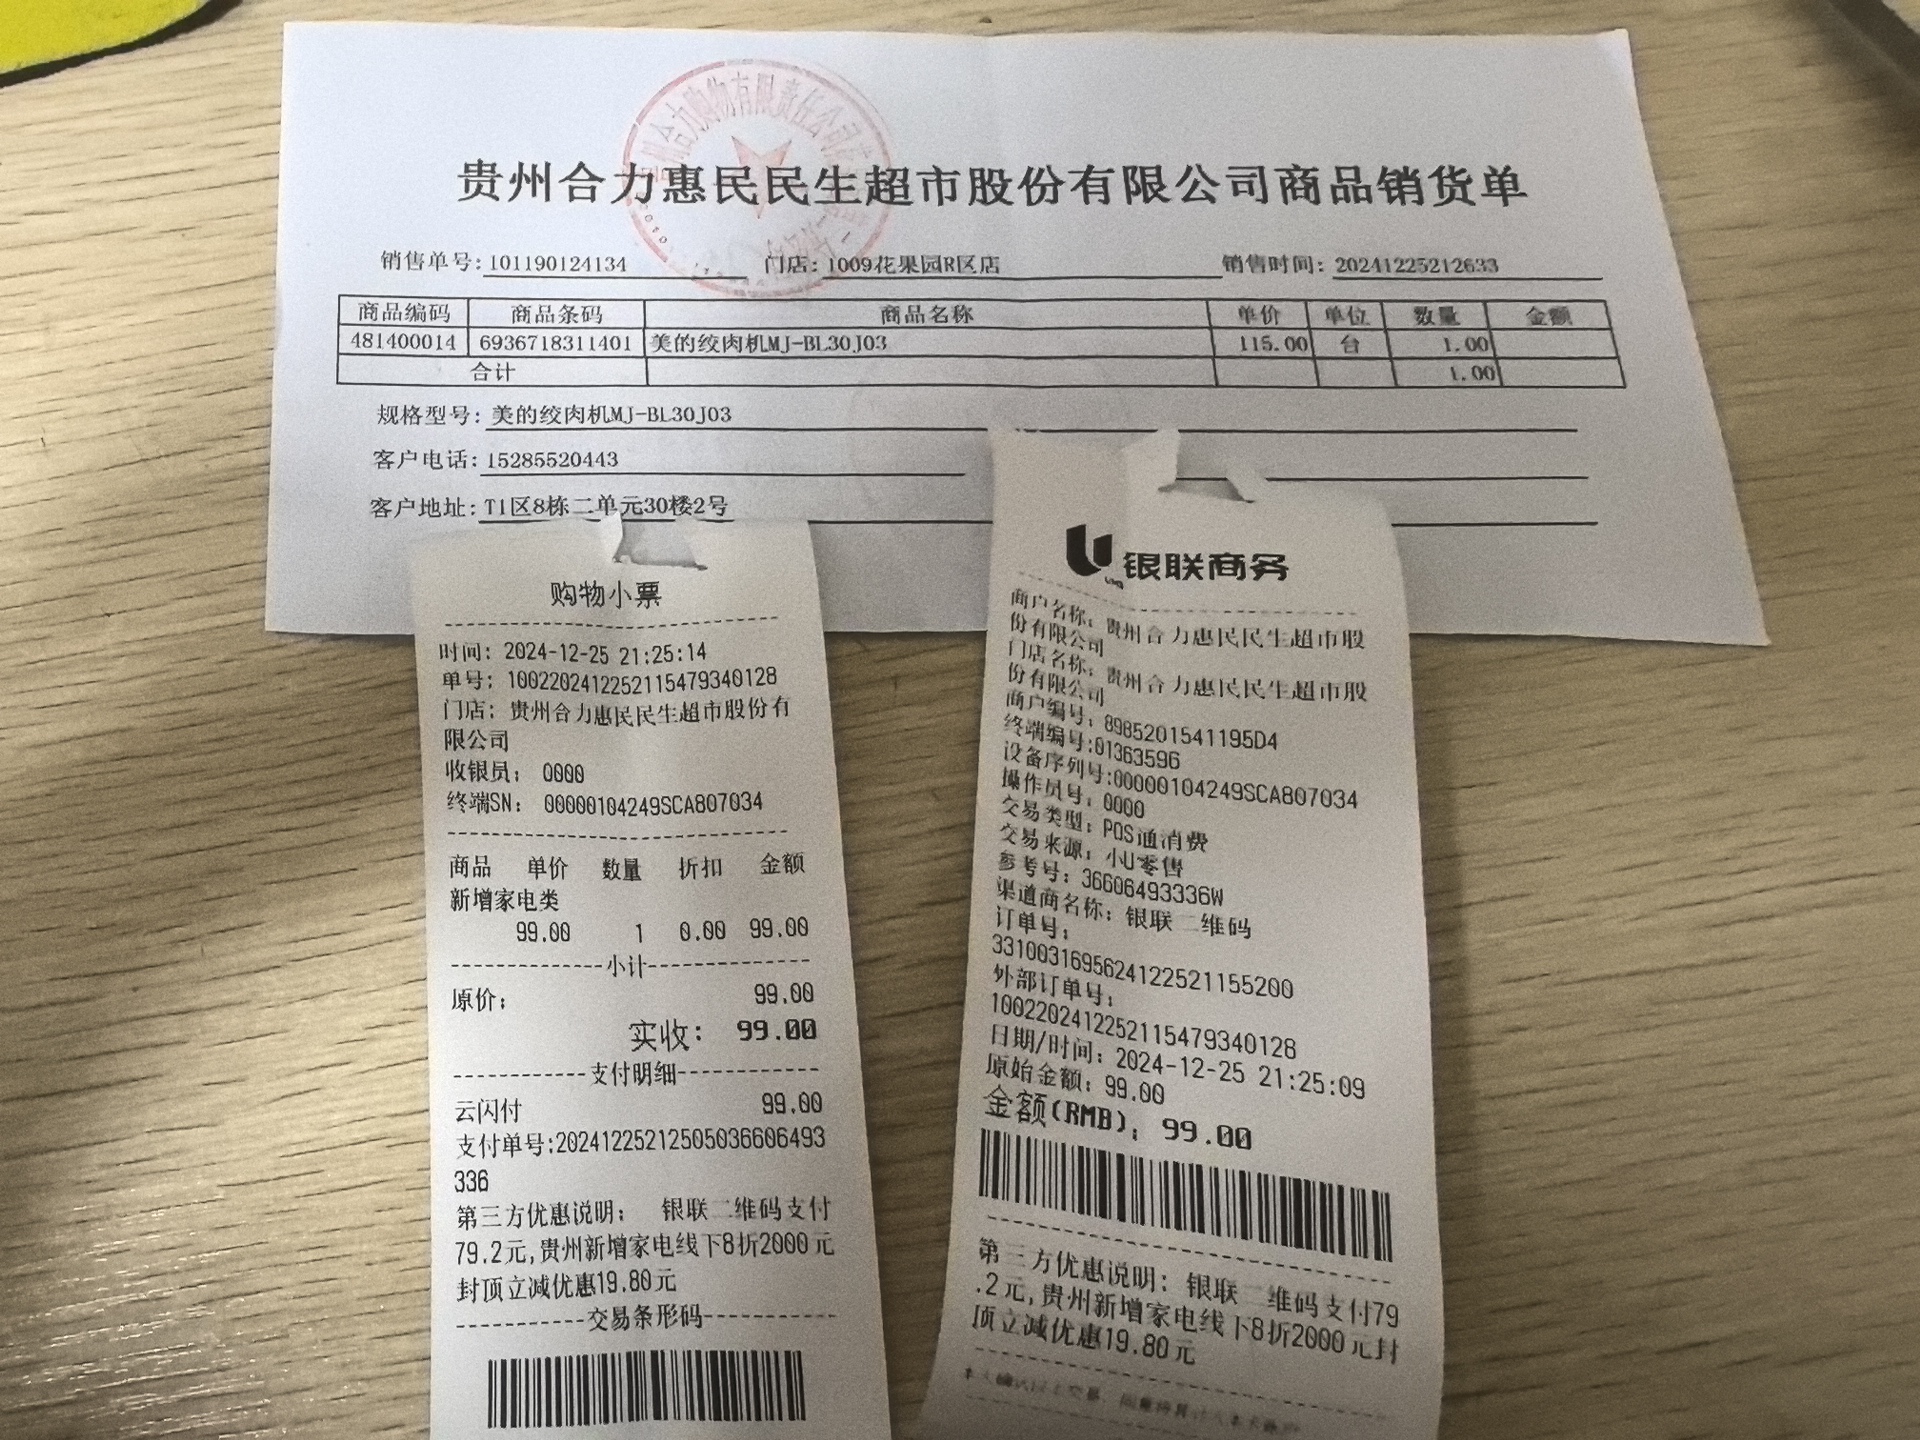 贵州合力购物有限责任公司
贵州合力惠民民生超市股份有限公司商品销货单
销售单号: 101190124134 门店: 1009花果园R区店 销售时间: 20241225212633
商品编码 商品条码 商品名称 单价 单位 数量 金额
481400014 6936718311401 美的绞肉机MJ-BL30J03 115.00 台 1.00
合计 1.00
规格型号: 美的绞肉机MJ-BL30J03
客户电话: 15285520443
客户地址: T1区8栋二单元30楼2号
购物小票
时间: 2024-12-25 21:25:14
单号: 10022024122521154793​40128
门店: 贵州合力惠民民生超市股份有
限公司
收银员: 0000
终端SN: 00000104249SCA807034
商品 单价 数量 折扣 金额
新增家电类
99.00 1 0.00 99.00
小计
原价: 99.00
实收: 99.00
支付明细
云闪付 99.00
支付单号:202412252125050366​06493
336
第三方优惠说明: 银联二维码支付
79.2元,贵州新增家电线下8折2000元
封顶立减优惠19.80元
交易条形码
银联商务
商户名称: 贵州合力惠民民生超市股
份有限公司
门店名称: 贵州合力惠民民生超市股
份有限公司
商户编号: 8985201541195D4
终端编号:01363596
设备序列号:00000104249SCA807034
操作员号: 0000
交易类型: POS通消费
交易来源: 小U零售
参考号: 36606493336W
渠道商名称: 银联二维码
订单号:
33100316956241225211​55200
外部订单号:
10022024122521154793​40128
日期/时间: 2024-12-25 21:25:09
原始金额: 99.00
金额(RMB): 99.00
第三方优惠说明: 银联二维码支付79
.2元,贵州新增家电线下8折2000元封
顶立减优惠19.80元